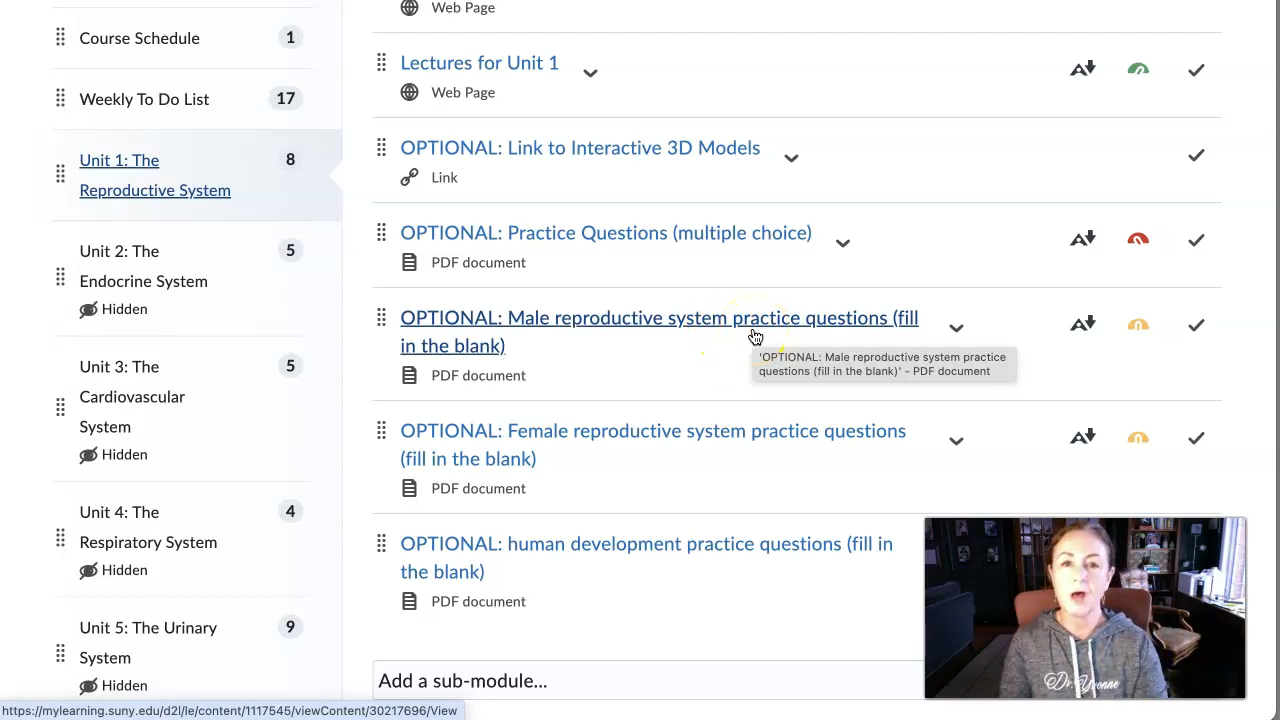 Course Schedule
1
Weekly To Do List
17
Unit 1: The
Reproductive System
8
Unit 2: The
Endocrine System
5
Hidden
Unit 3: The
Cardiovascular
System
5
Hidden
Unit 4: The
Respiratory System
4
Hidden
Unit 5: The Urinary
System
9
Hidden
Web Page
Lectures for Unit 1
Web Page
OPTIONAL: Link to Interactive 3D Models
Link
OPTIONAL: Practice Questions (multiple choice)
PDF document
OPTIONAL: Male reproductive system practice questions (fill
in the blank)
PDF document
'OPTIONAL: Male reproductive system practice
questions (fill in the blank)' - PDF document
OPTIONAL: Female reproductive system practice questions
(fill in the blank)
PDF document
OPTIONAL: human development practice questions (fill in
the blank)
PDF document
Add a sub-module...
Dr. Yvonne
https://mylearning.suny.edu/d2l/le/content/1117545/viewContent/30217696/View